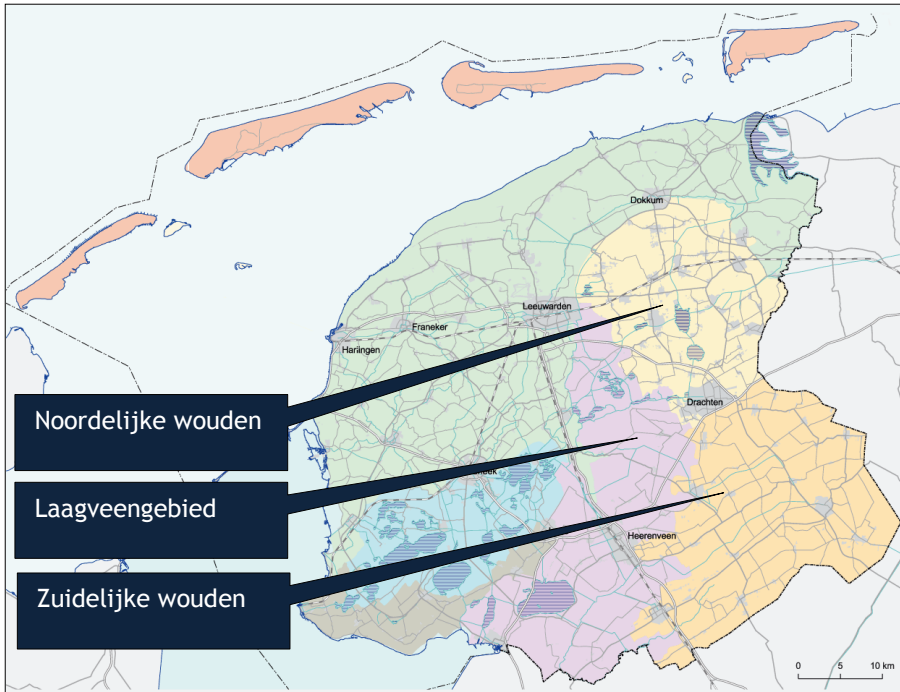 Dokkum
Leeuwarden
Franeker
Harlingen
Noordelijke wouden
Drachten
Laagveengebied
Heerenveen
Zuidelijke wouden
0 5 10 km